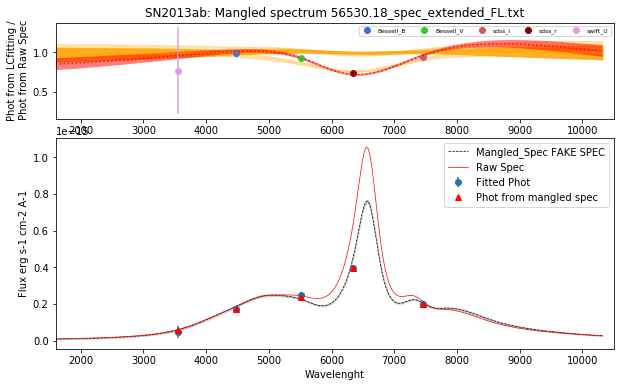 SN2013ab: Mangled spectrum 56530.18_spec_extended_FL.txt
Phot from LCfitting /
Phot from Raw Spec
1.0
0.5
Bessell_B
Bessell_V
sdss_i
sdss_r
swift_U
2000
3000
4000
5000
6000
7000
8000
9000
10000
Flux erg s-1 cm-2 A-1
1.0
0.8
0.6
0.4
0.2
0.0
Mangled_Spec FAKE SPEC
Raw Spec
Fitted Phot
Phot from mangled spec
2000
3000
4000
5000
6000
7000
8000
9000
10000
Wavelenght